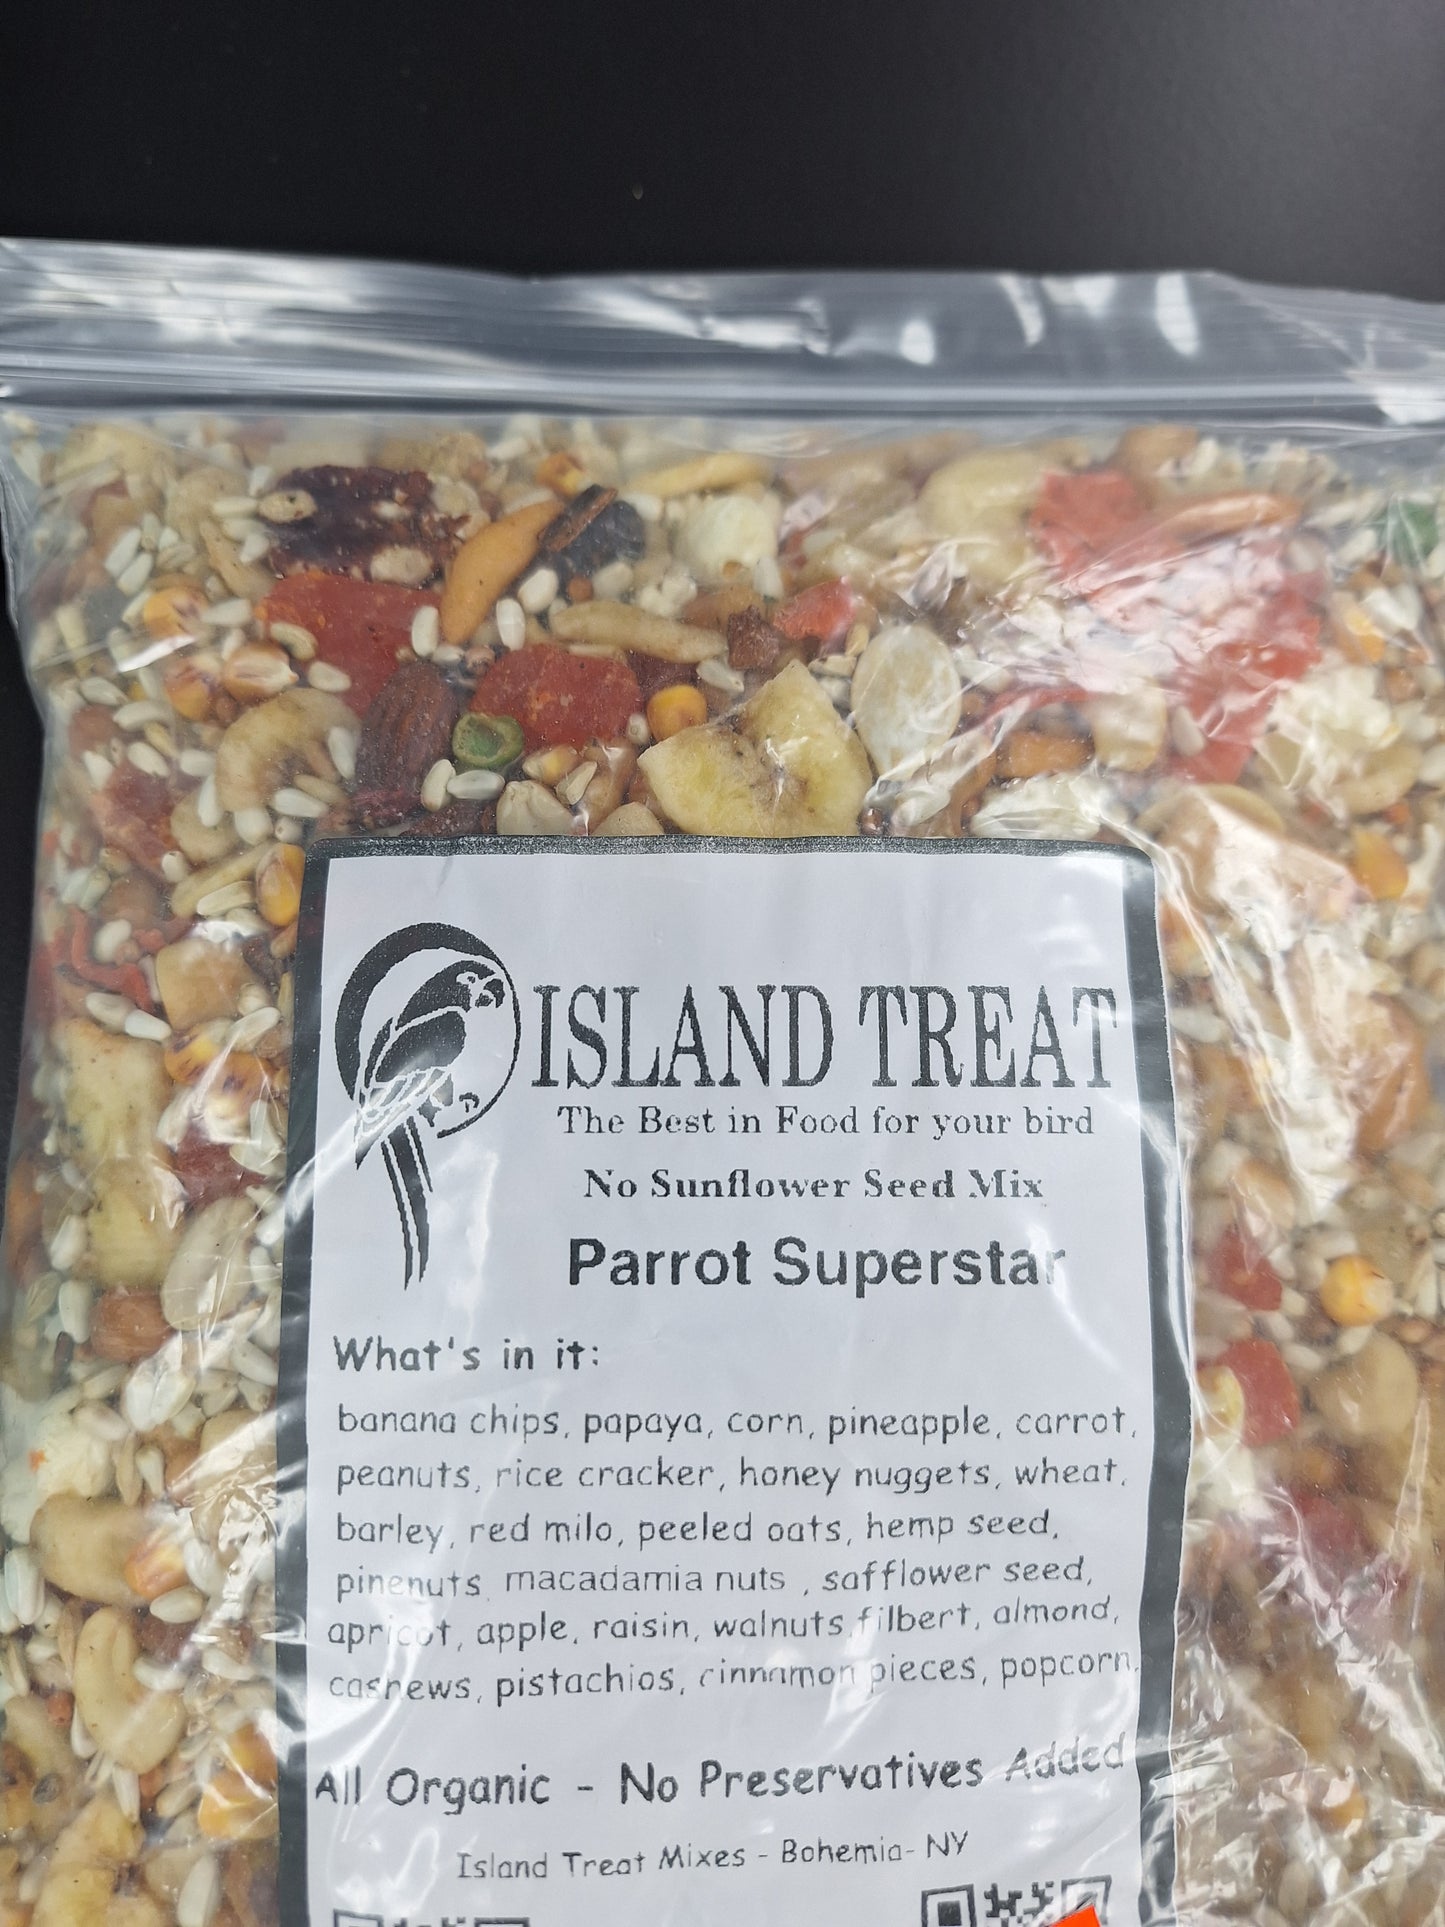 ISLAND TREAT
The Best in Food for your bird
No Sunflower Seed Mix
Parrot Superstar
What's in it:
banana chips, papaya, corn, pineapple, carrot,
peanuts, rice cracker, honey nuggets, wheat,
barley, red milo, peeled oats, hemp seed,
pinenuts, macadamia nuts , safflower seed,
apricot, apple, raisin, walnuts, filbert, almond,
cashews, pistachios, cinnamon pieces, popcorn,
All Organic - No Preservatives Added
Island Treat Mixes - Bohemia- NY